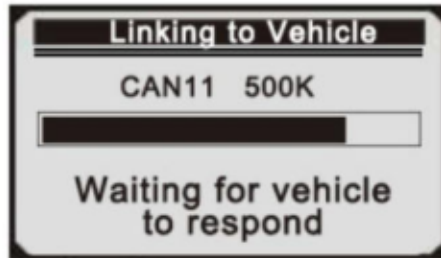 Linking to Vehicle
CAN11 500K
Waiting for vehicle
to respond